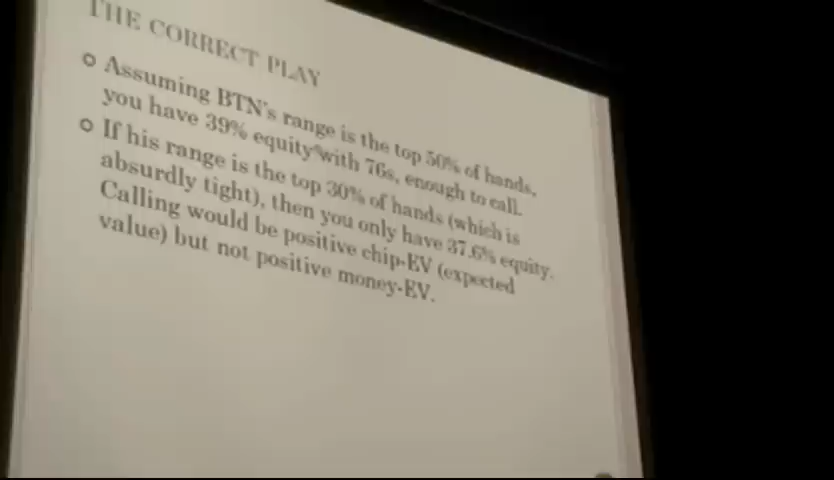 THE CORRECT PLAY
Assuming BTN's range is the top 50% of hands,
you have 39% equity with 76s, enough to call.
If his range is the top 30% of hands (which is
absurdly tight), then you only have 37.6% equity.
Calling would be positive chip-EV (expected
value) but not positive money-EV.